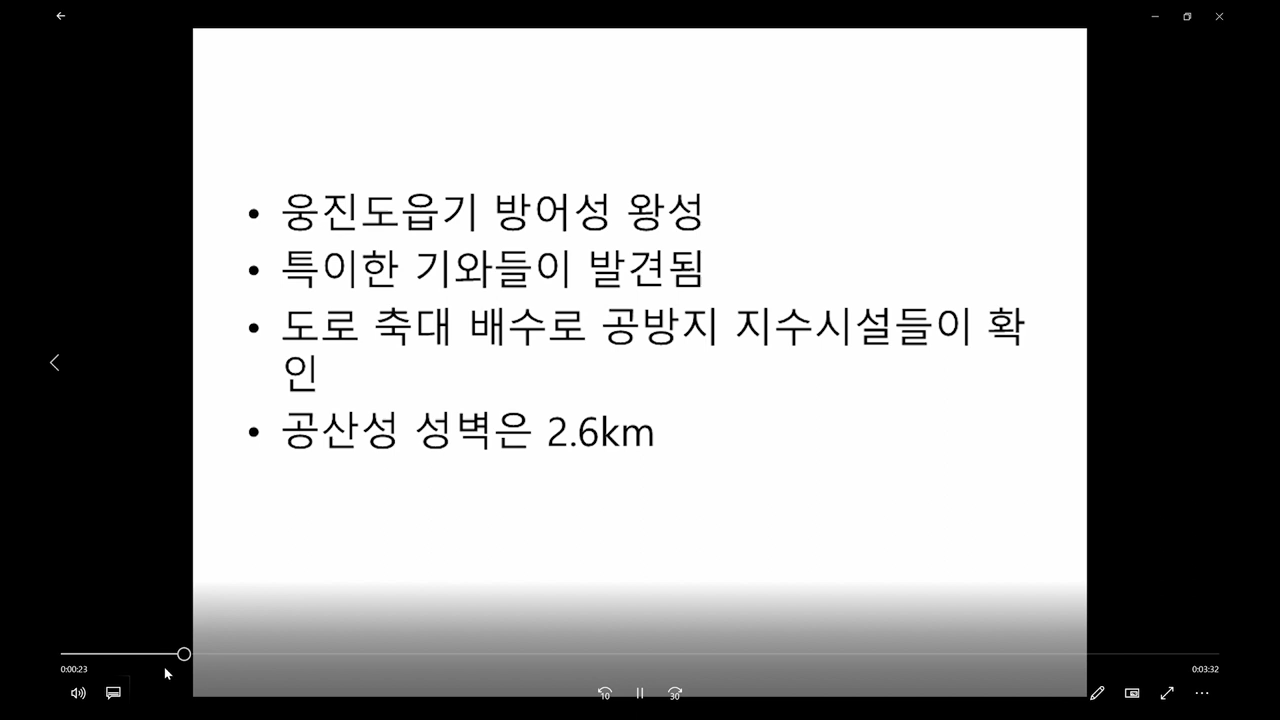 • 웅진도읍기 방어성 왕성
• 특이한 기와들이 발견됨
• 도로 축대 배수로 공방지 지수시설들이 확
인
• 공산성 성벽은 2.6km
0:00:23
0:03:32
10
30